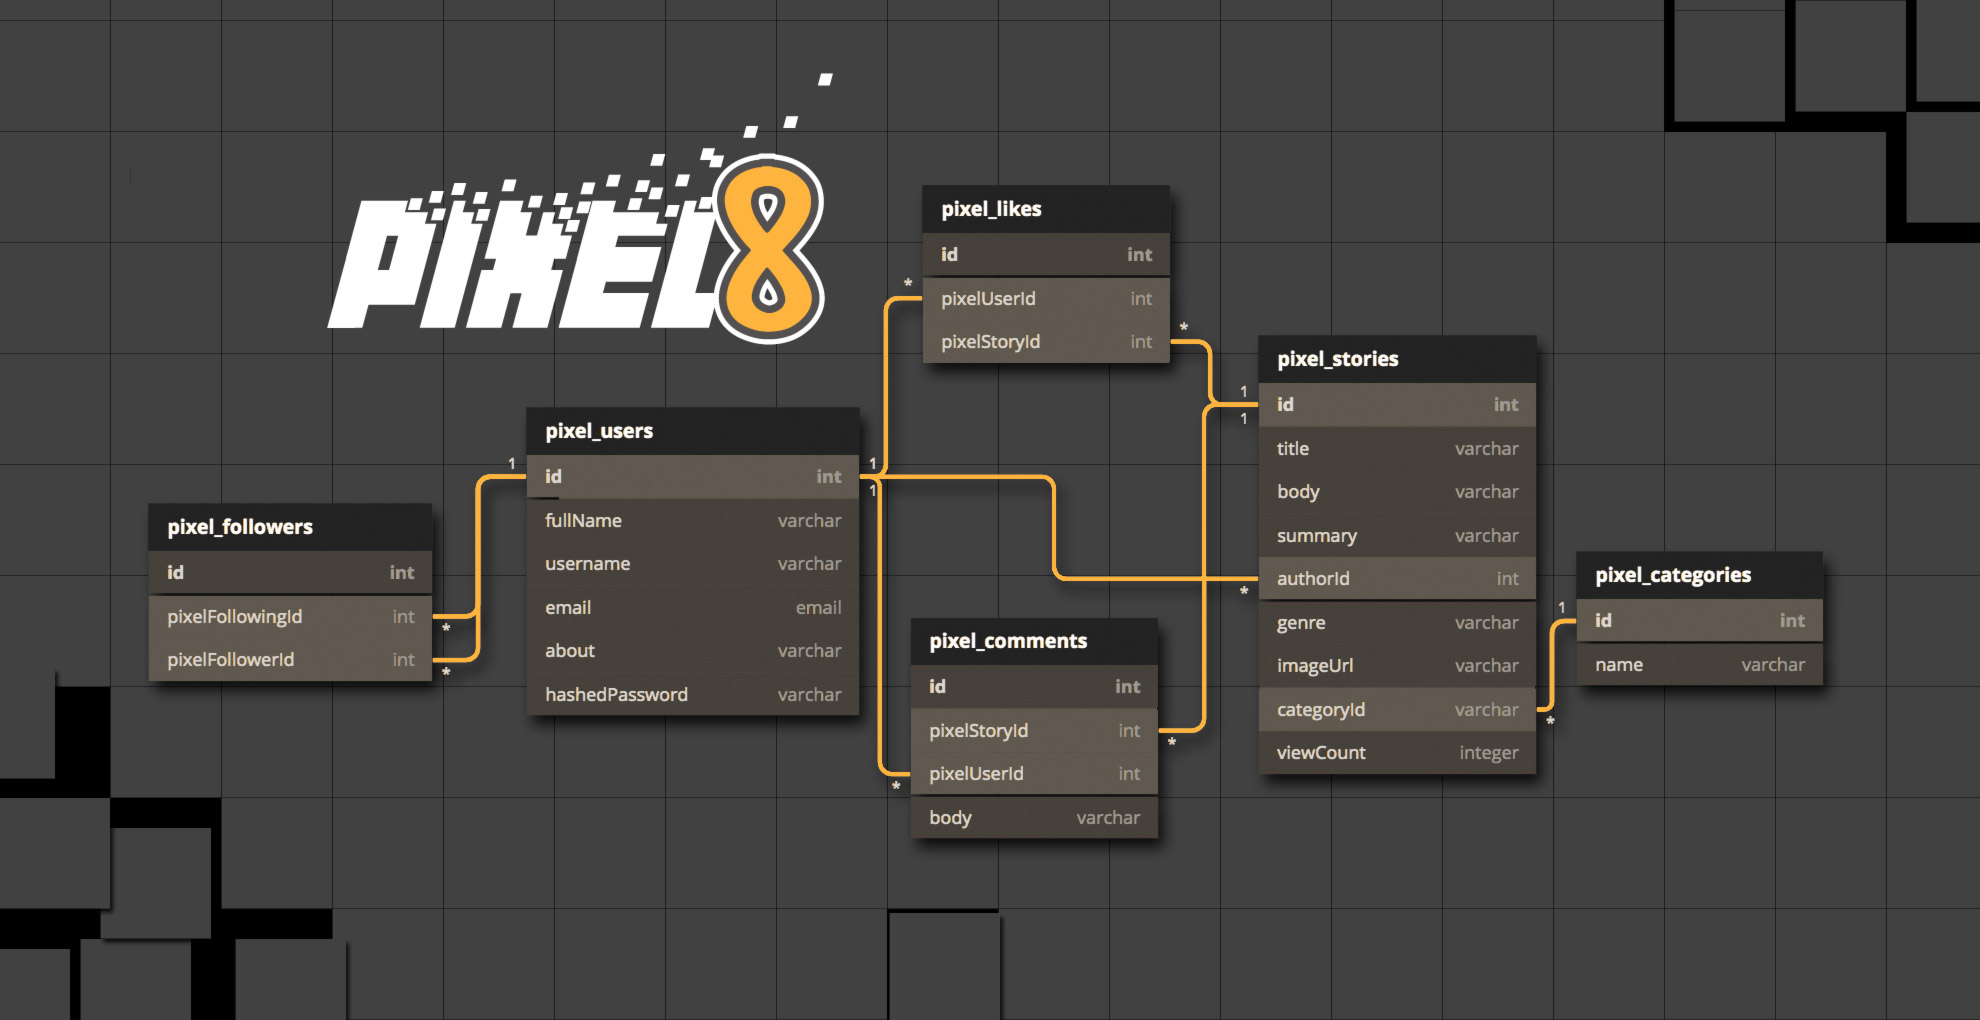 PIXEL8
pixel_likes
id int
* pixelUserId int
pixelStoryId int *
pixel_users
1 id int 1
1
fullName varchar
username varchar
email email
about varchar
hashedPassword varchar
pixel_followers
id int
pixelFollowingId int *
pixelFollowerId int *
pixel_stories
1 id int
1
title varchar
body varchar
summary varchar
authorId int
*
genre varchar
imageUrl varchar
categoryId varchar *
viewCount integer
pixel_comments
id int
pixelStoryId int *
pixelUserId int
*
body varchar
pixel_categories
1 id int
name varchar